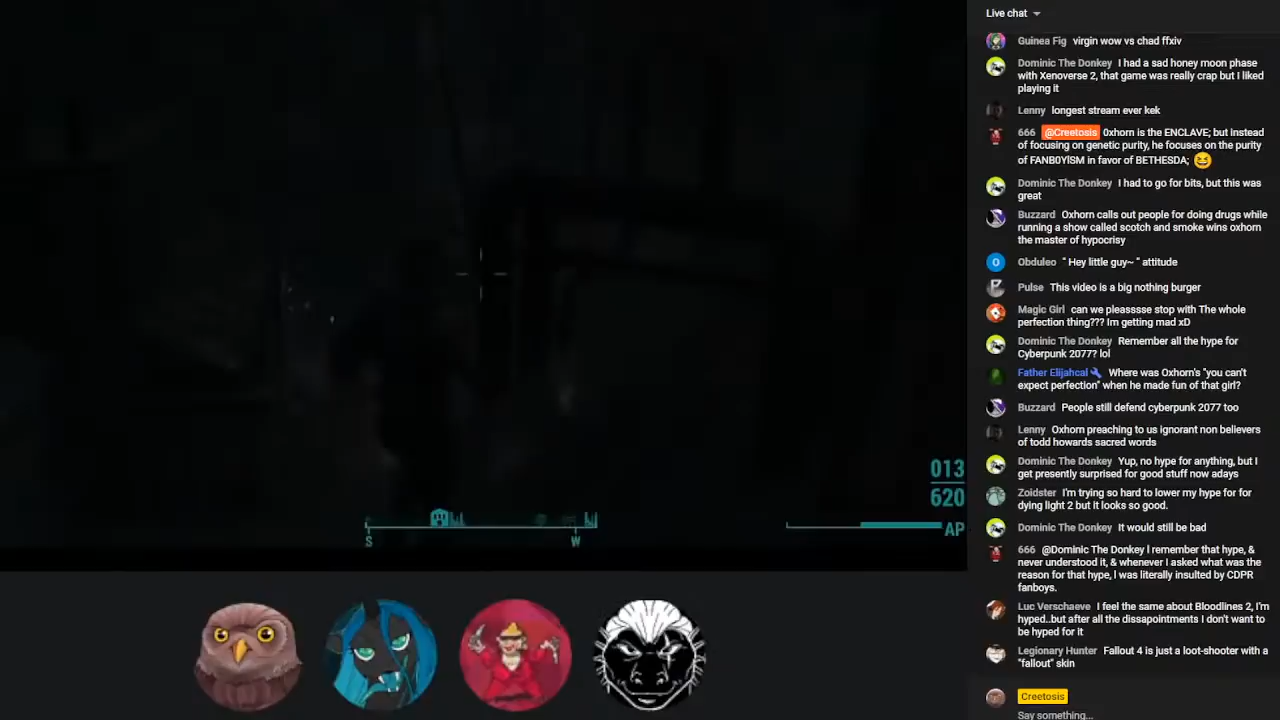 Live chat
Guinea Fig virgin wow vs chad ffxiv
Dominic The Donkey I had a sad honey moon phase
with Xenoverse 2, that game was really crap but I liked
playing it
Lenny longest stream ever kek
666 @Creetosis 0xhorn is the ENCLAVE; but instead
of focusing on genetic purity, he focuses on the purity
of FANB0Y!SM in favor of BETHESDA;
Dominic The Donkey I had to go for bits, but this was
great
Buzzard Oxhorn calls out people for doing drugs while
running a show called scotch and smoke wins oxhorn
the master of hypocrisy
O
Obduleo " Hey little guy~ " attitude
Pulse This video is a big nothing burger
Magic Girl can we pleasssse stop with The whole
perfection thing??? Im getting mad xD
Dominic The Donkey Remember all the hype for
Cyberpunk 2077? lol
Father Elijahcai Where was Oxhorn's "you can't
expect perfection" when he made fun of that girl?
Buzzard People still defend cyberpunk 2077 too
Lenny Oxhorn preaching to us ignorant non believers
of todd howards sacred words
Dominic The Donkey Yup, no hype for anything, but I
get presently surprised for good stuff now adays
Zoidster I'm trying so hard to lower my hype for for
dying light 2 but it looks so good.
Dominic The Donkey It would still be bad
666 @Dominic The Donkey I remember that hype, &
never understood it, & whenever I asked what was the
reason for that hype, I was literally insulted by CDPR
fanboys.
Luc Verschaeve I feel the same about Bloodlines 2, I'm
hyped..but after all the dissapointments I don't want to
be hyped for it
Legionary Hunter Fallout 4 is just a loot-shooter with a
"fallout" skin
Creetosis
Say something...
013
620
AP
S W